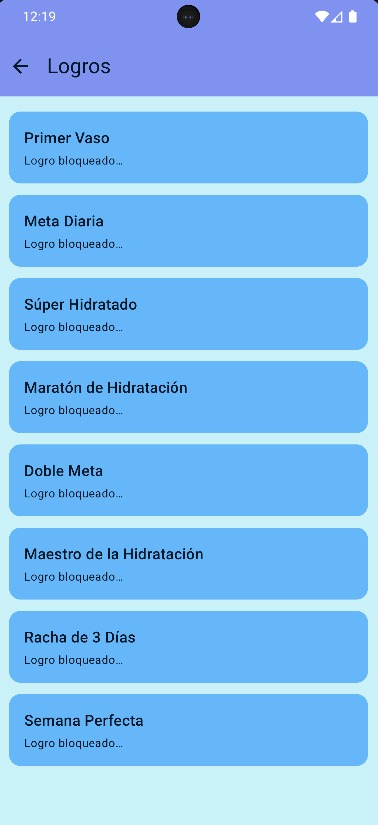 12:19
Logros
Primer Vaso
Logro bloqueado...
Meta Diaria
Logro bloqueado...
Súper Hidratado
Logro bloqueado...
Maratón de Hidratación
Logro bloqueado...
Doble Meta
Logro bloqueado...
Maestro de la Hidratación
Logro bloqueado...
Racha de 3 Días
Logro bloqueado...
Semana Perfecta
Logro bloqueado...